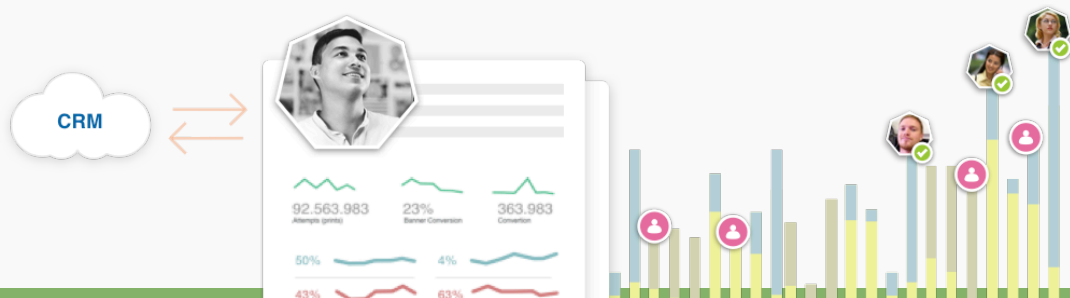 CRM
92.563.983
23%
363.983
Attempts (prints)
Banner Conversion
Convertion
50%
4%
43%
63%